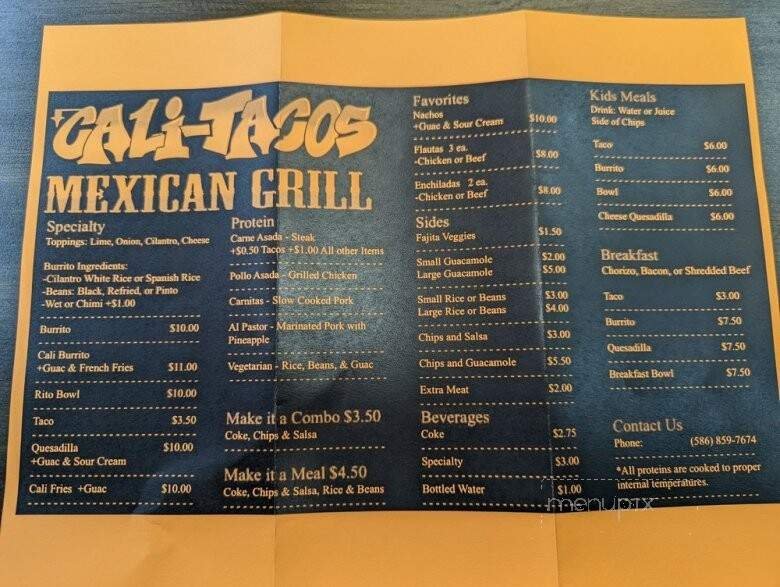 CALI-TACOS
MEXICAN GRILL
Specialty
Toppings: Lime, Onion, Cilantro, Cheese
Burrito Ingredients:
-Cilantro White Rice or Spanish Rice
-Beans: Black, Refried, or Pinto
-Wet or Chimi +$1.00
Burrito $10.00
Cali Burrito
+Guac & French Fries $11.00
Rito Bowl $10.00
Taco $3.50
Quesadilla $10.00
+Guac & Sour Cream
Cali Fries +Guac $10.00
Protein
Carne Asada - Steak
+$0.50 Tacos +$1.00 All other Items
Pollo Asada - Grilled Chicken
Carnitas - Slow Cooked Pork
Al Pastor - Marinated Pork with
Pineapple
Vegetarian - Rice, Beans, & Guac
Make it a Combo $3.50
Coke, Chips & Salsa
Make it a Meal $4.50
Coke, Chips & Salsa, Rice & Beans
Favorites
Nachos
+Guac & Sour Cream $10.00
Flautas 3 ea.
-Chicken or Beef $8.00
Enchiladas 2 ea.
-Chicken or Beef $8.00
Sides
Fajita Veggies $1.50
Small Guacamole $2.00
Large Guacamole $5.00
Small Rice or Beans $3.00
Large Rice or Beans $4.00
Chips and Salsa $3.00
Chips and Guacamole $5.50
Extra Meat $2.00
Beverages
Coke $2.75
Specialty $3.00
Bottled Water $1.00
Kids Meals
Drink: Water or Juice
Side of Chips
Taco $6.00
Burrito $6.00
Bowl $6.00
Cheese Quesadilla $6.00
Breakfast
Chorizo, Bacon, or Shredded Beef
Taco $3.00
Burrito $7.50
Quesadilla $7.50
Breakfast Bowl $7.50
Contact Us
Phone: (586) 859-7674
*All proteins are cooked to proper
internal temperatures.
menupix